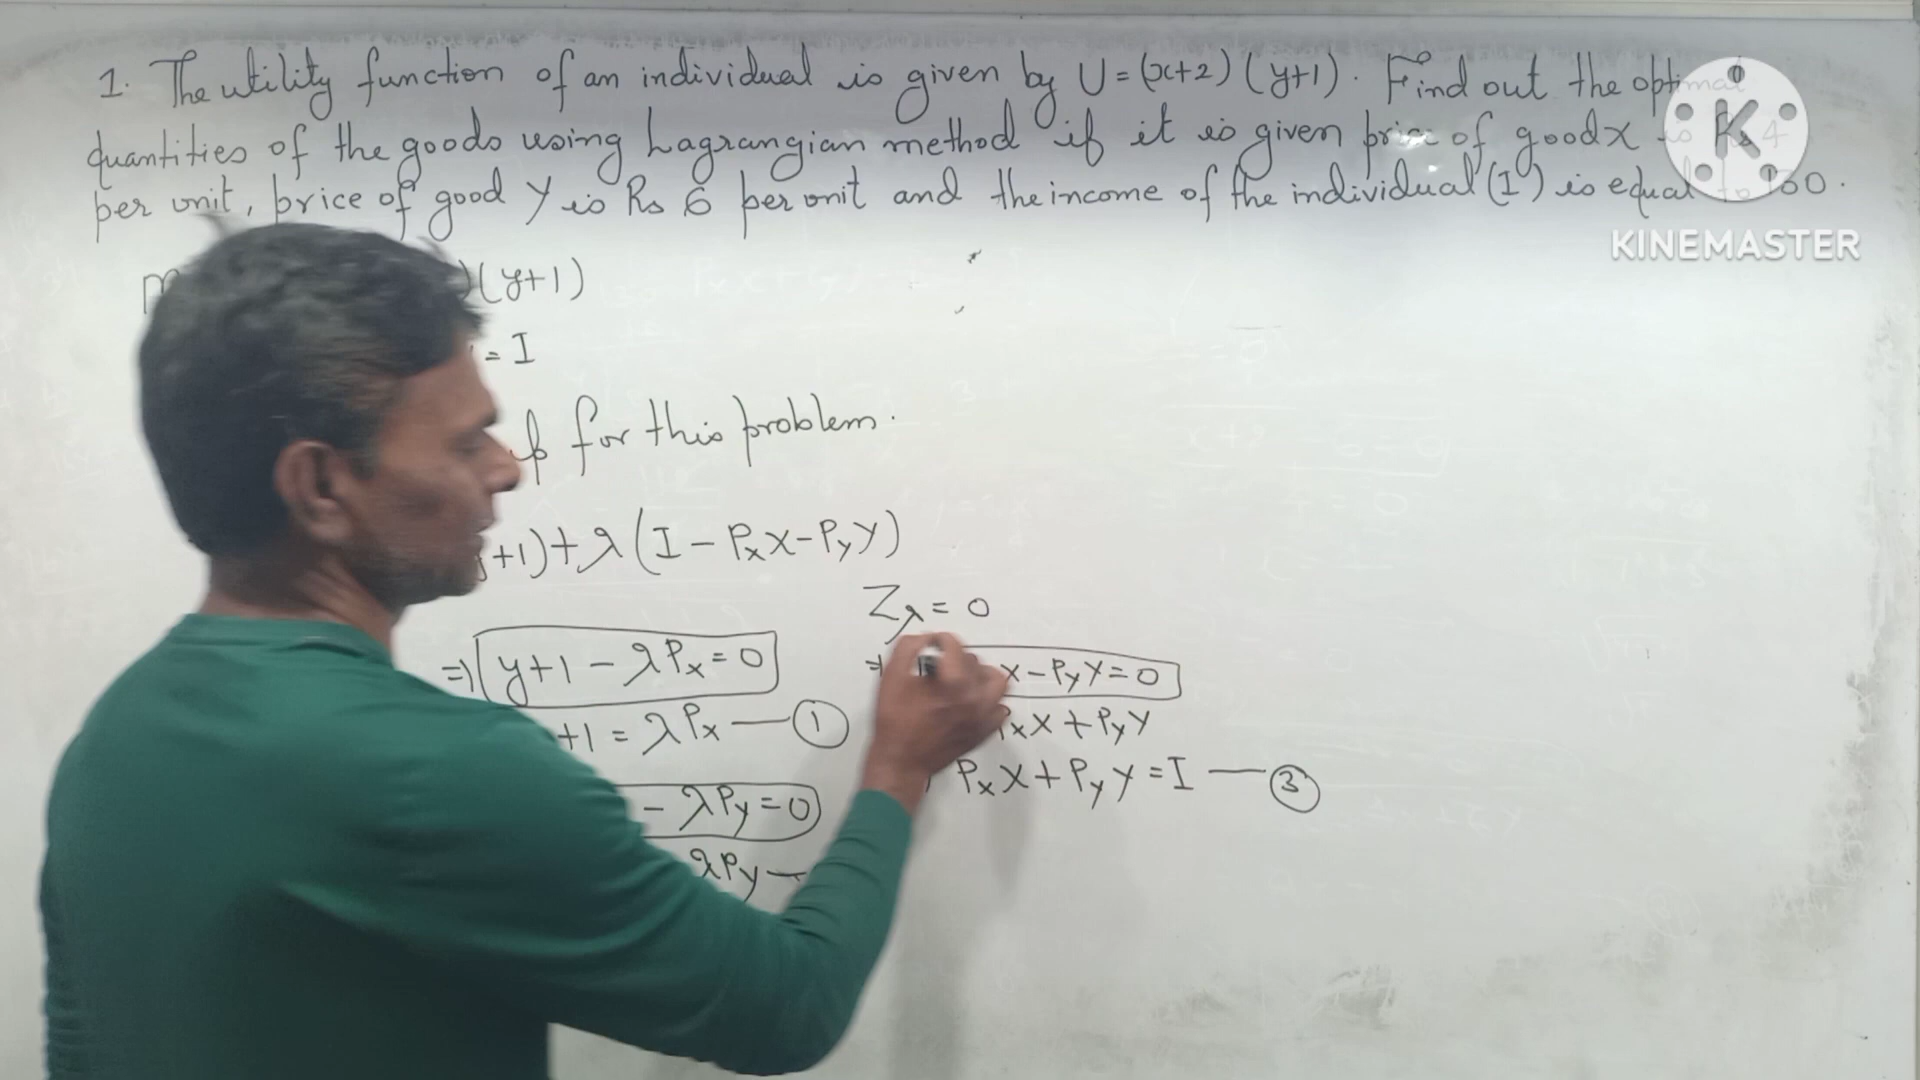 1. The utility function of an individual is given by U = (x+2) (y+1). Find out the optimal
quantities of the goods using Lagrangian method if it is given price of good x is Rs 4
per unit, price of good y is Rs 6 per unit and the income of the individual (I) is equal to
)(y+1)
= I
for this problem.
+1)+λ(I - Pxx - PyY)
Zλ = 0
⇒ y+1 - λPx = 0
x - PyY = 0
+1 = λPx — ①
PxX + PyY
PxX + PyY = I — ③
- λPy = 0
λPy —
K
KINEMASTER